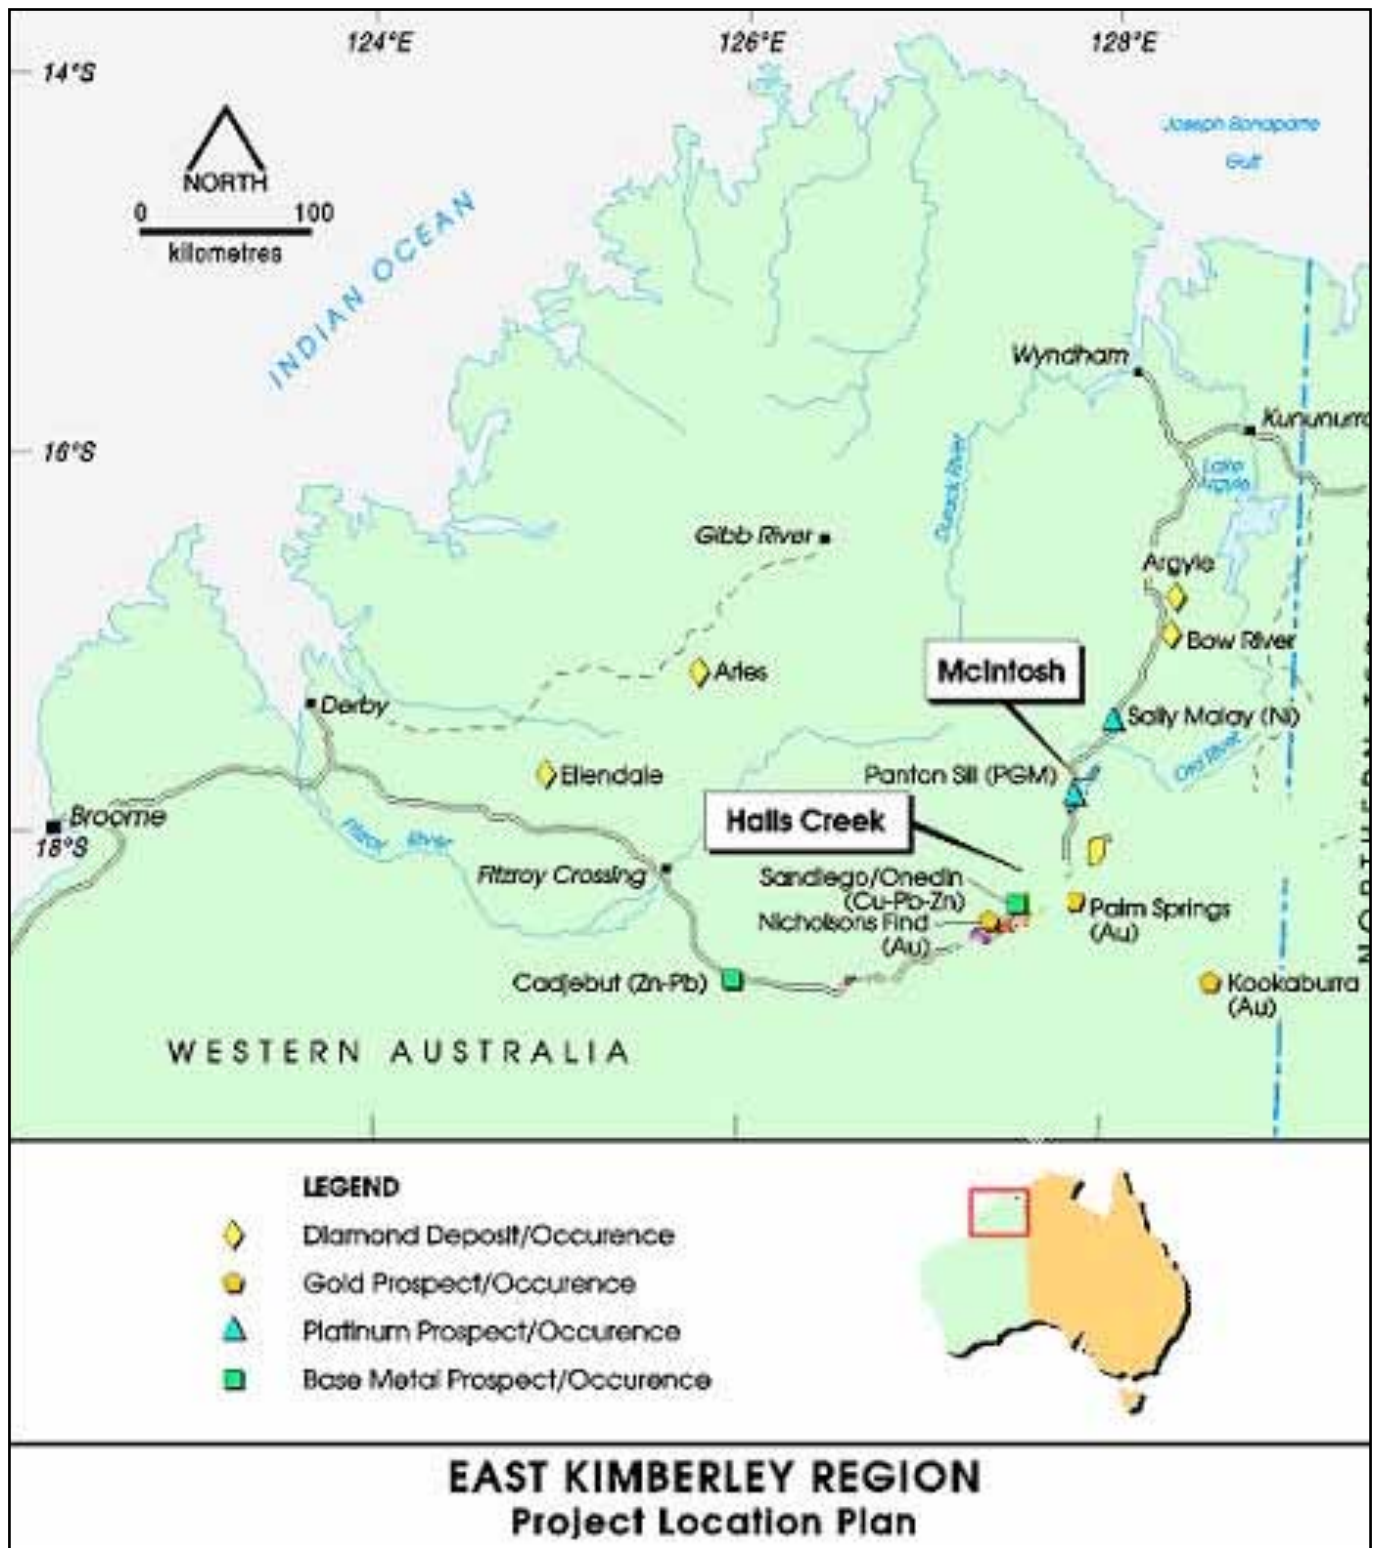 124°E
126°E
128°E
14°S
Joseph Bonaparte
Gulf
NORTH
0 100
kilometres
INDIAN OCEAN
Wyndham
Kununurra
16°S
Lake
Argyle
Durack River
Gibb River
Argyle
Bow River
McIntosh
Aries
Derby
Sally Malay (Ni)
Ord River
Panton Sill (PGM)
Ellendale
Halls Creek
Broome
18°S
Fitzroy River
Fitzroy Crossing
Sandiego/Onedin
(Cu-Pb-Zn)
Nicholsons Find
(Au)
Palm Springs
(Au)
Cadjebut (Zn-Pb)
Kookaburra
(Au)
WESTERN AUSTRALIA
LEGEND
Diamond Deposit/Occurence
Gold Prospect/Occurence
Platinum Prospect/Occurence
Base Metal Prospect/Occurence
EAST KIMBERLEY REGION
Project Location Plan